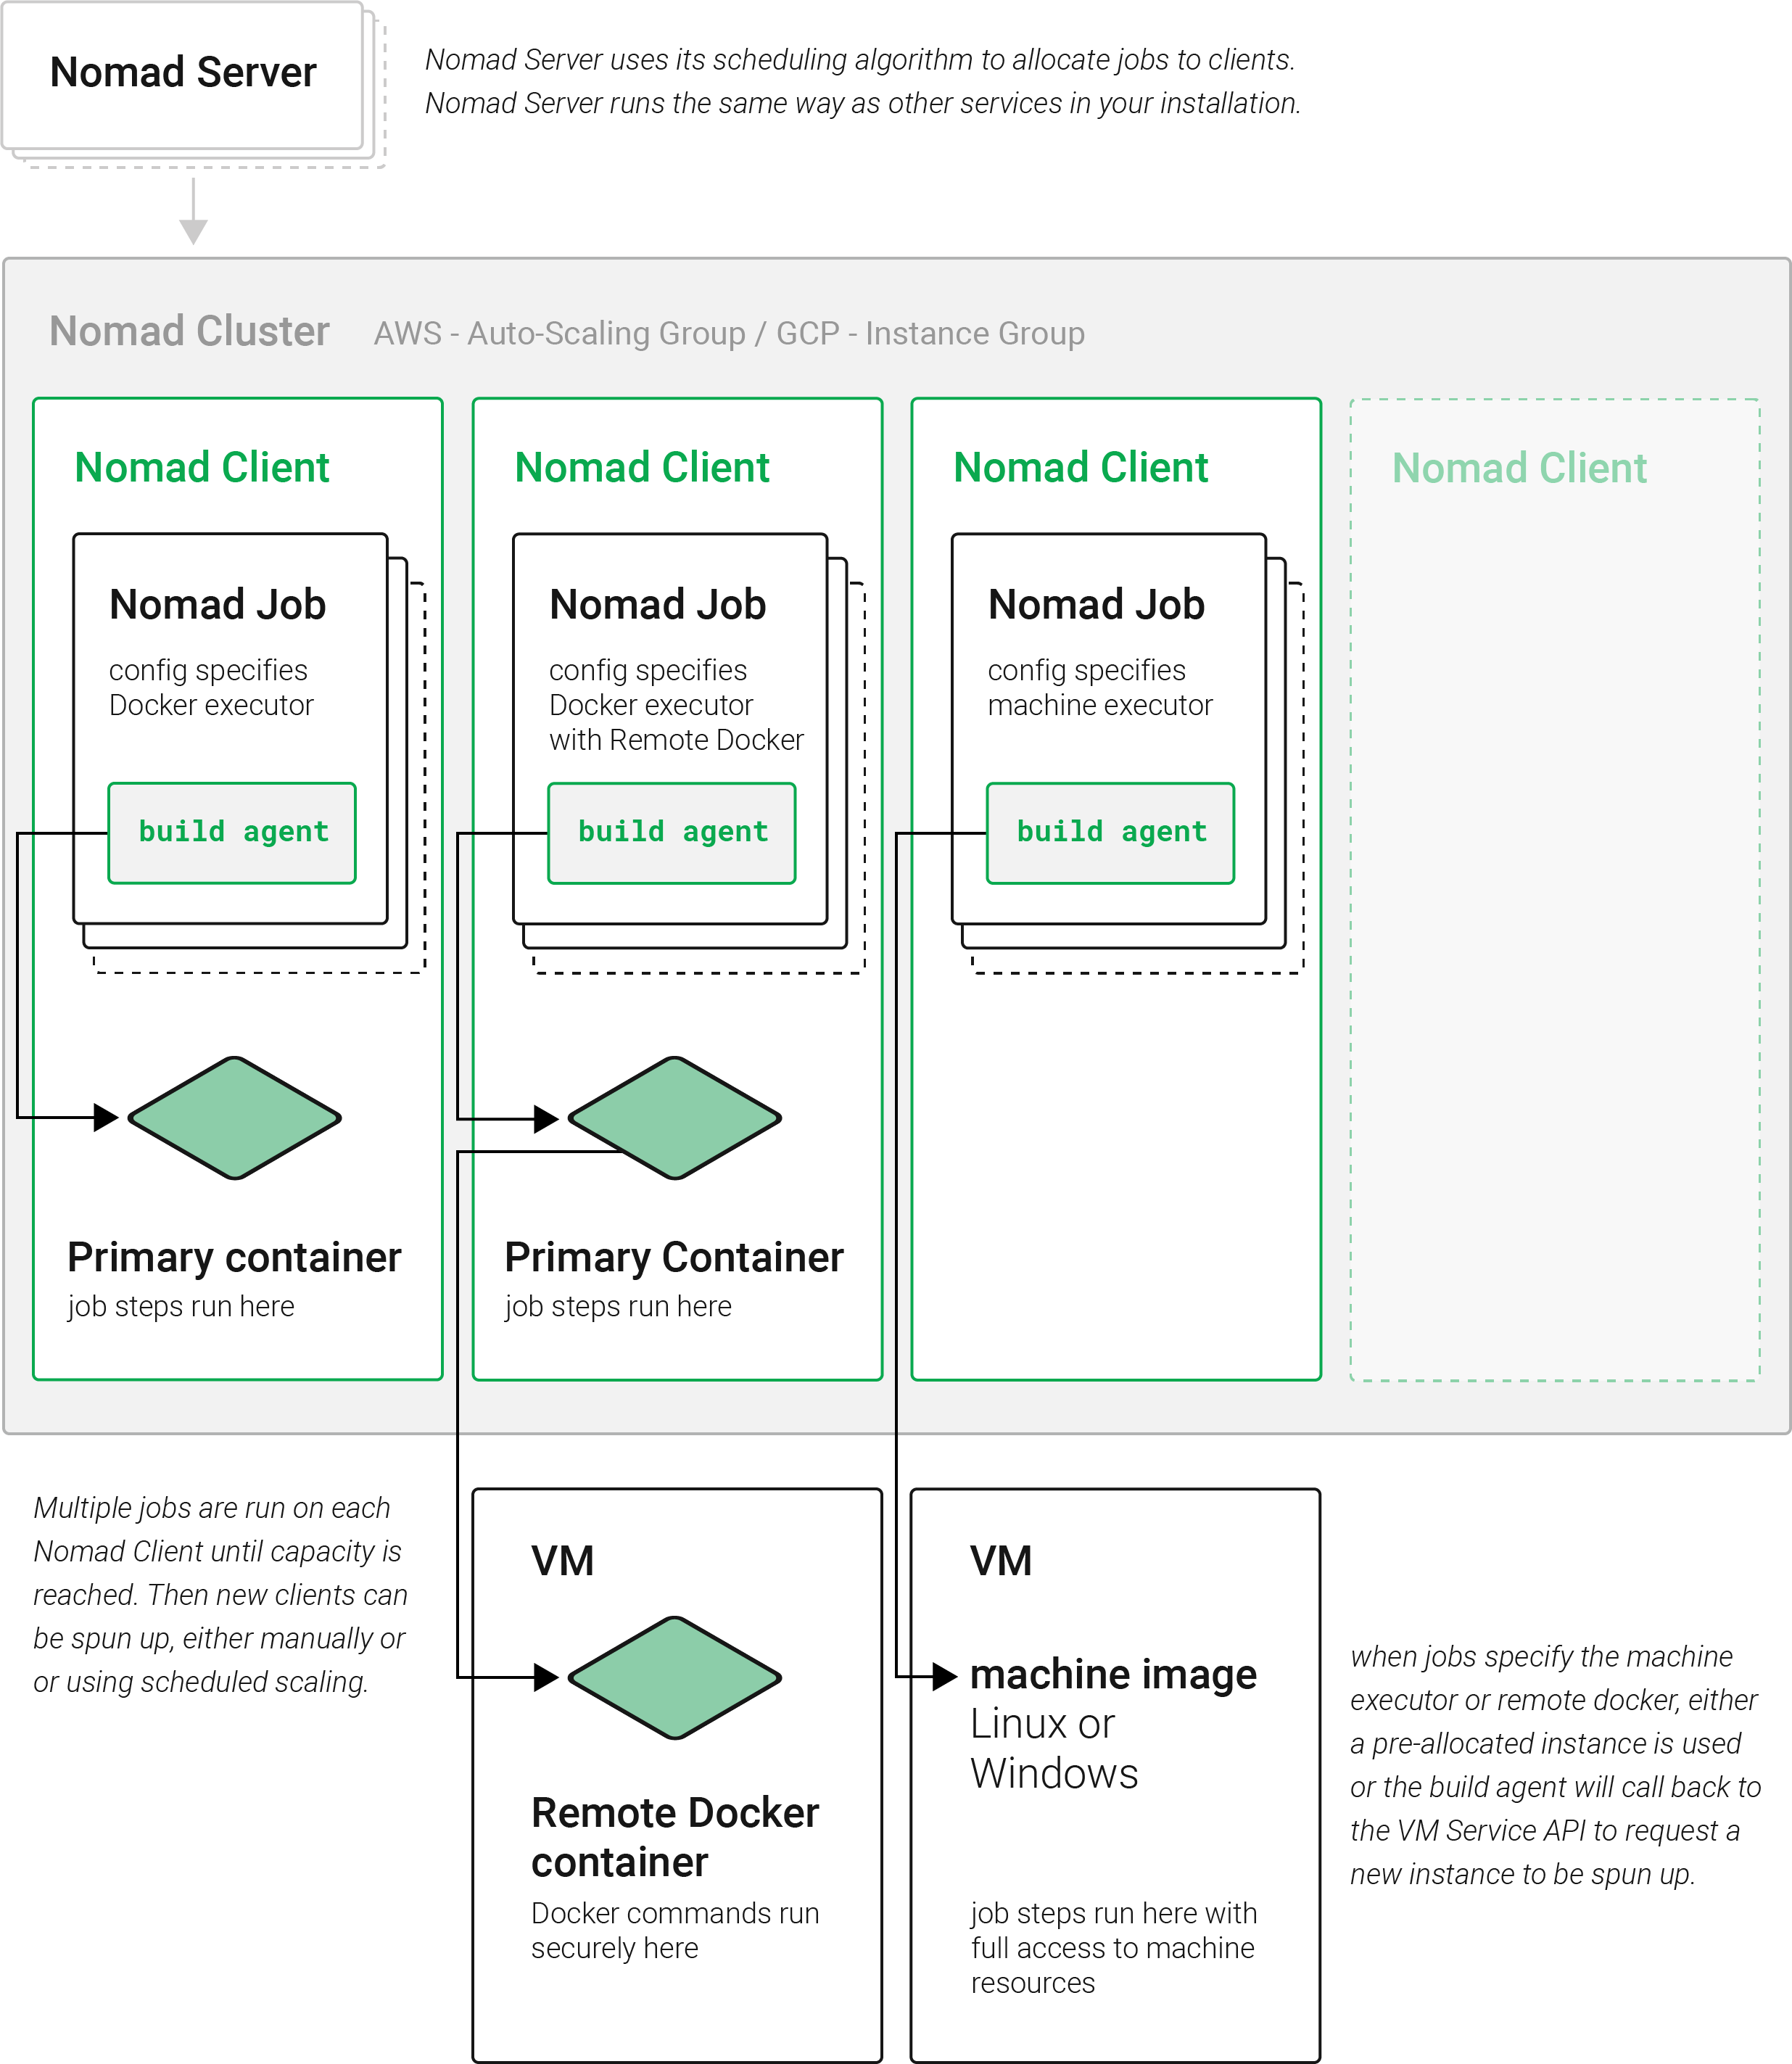 Nomad Server
Nomad Server uses its scheduling algorithm to allocate jobs to clients.
Nomad Server runs the same way as other services in your installation.
Nomad Cluster
AWS - Auto-Scaling Group / GCP - Instance Group
Nomad Client
Nomad Job
config specifies
Docker executor
build agent
Primary container
job steps run here
Nomad Client
Nomad Job
config specifies
Docker executor
with Remote Docker
build agent
Primary Container
job steps run here
Nomad Client
Nomad Job
config specifies
machine executor
build agent
Nomad Client
Multiple jobs are run on each
Nomad Client until capacity is
reached. Then new clients can
be spun up, either manually or
or using scheduled scaling.
VM
Remote Docker
container
Docker commands run
securely here
VM
machine image
Linux or
Windows
job steps run here with
full access to machine
resources
when jobs specify the machine
executor or remote docker, either
a pre-allocated instance is used
or the build agent will call back to
the VM Service API to request a
new instance to be spun up.